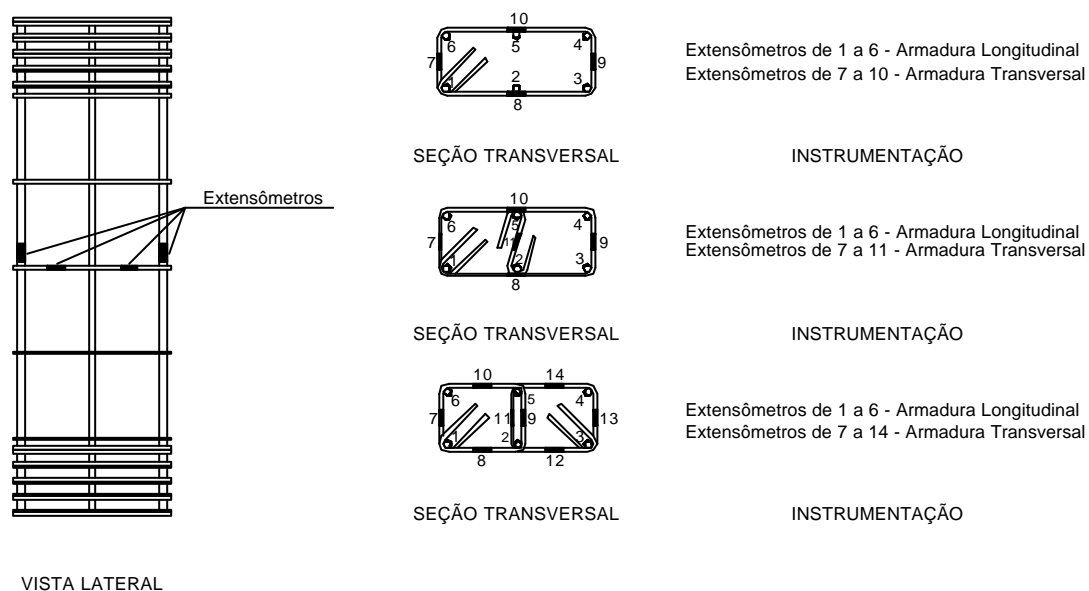 Extensômetros
VISTA LATERAL
10
6 5 4
7 9
1 2 3
8
SEÇÃO TRANSVERSAL
Extensômetros de 1 a 6 - Armadura Longitudinal
Extensômetros de 7 a 10 - Armadura Transversal
INSTRUMENTAÇÃO
10
6 5 4
7 11 9
1 2 3
8
SEÇÃO TRANSVERSAL
Extensômetros de 1 a 6 - Armadura Longitudinal
Extensômetros de 7 a 11 - Armadura Transversal
INSTRUMENTAÇÃO
10 14
6 5 4
7 11 9 13
1 2 3
8 12
SEÇÃO TRANSVERSAL
Extensômetros de 1 a 6 - Armadura Longitudinal
Extensômetros de 7 a 14 - Armadura Transversal
INSTRUMENTAÇÃO